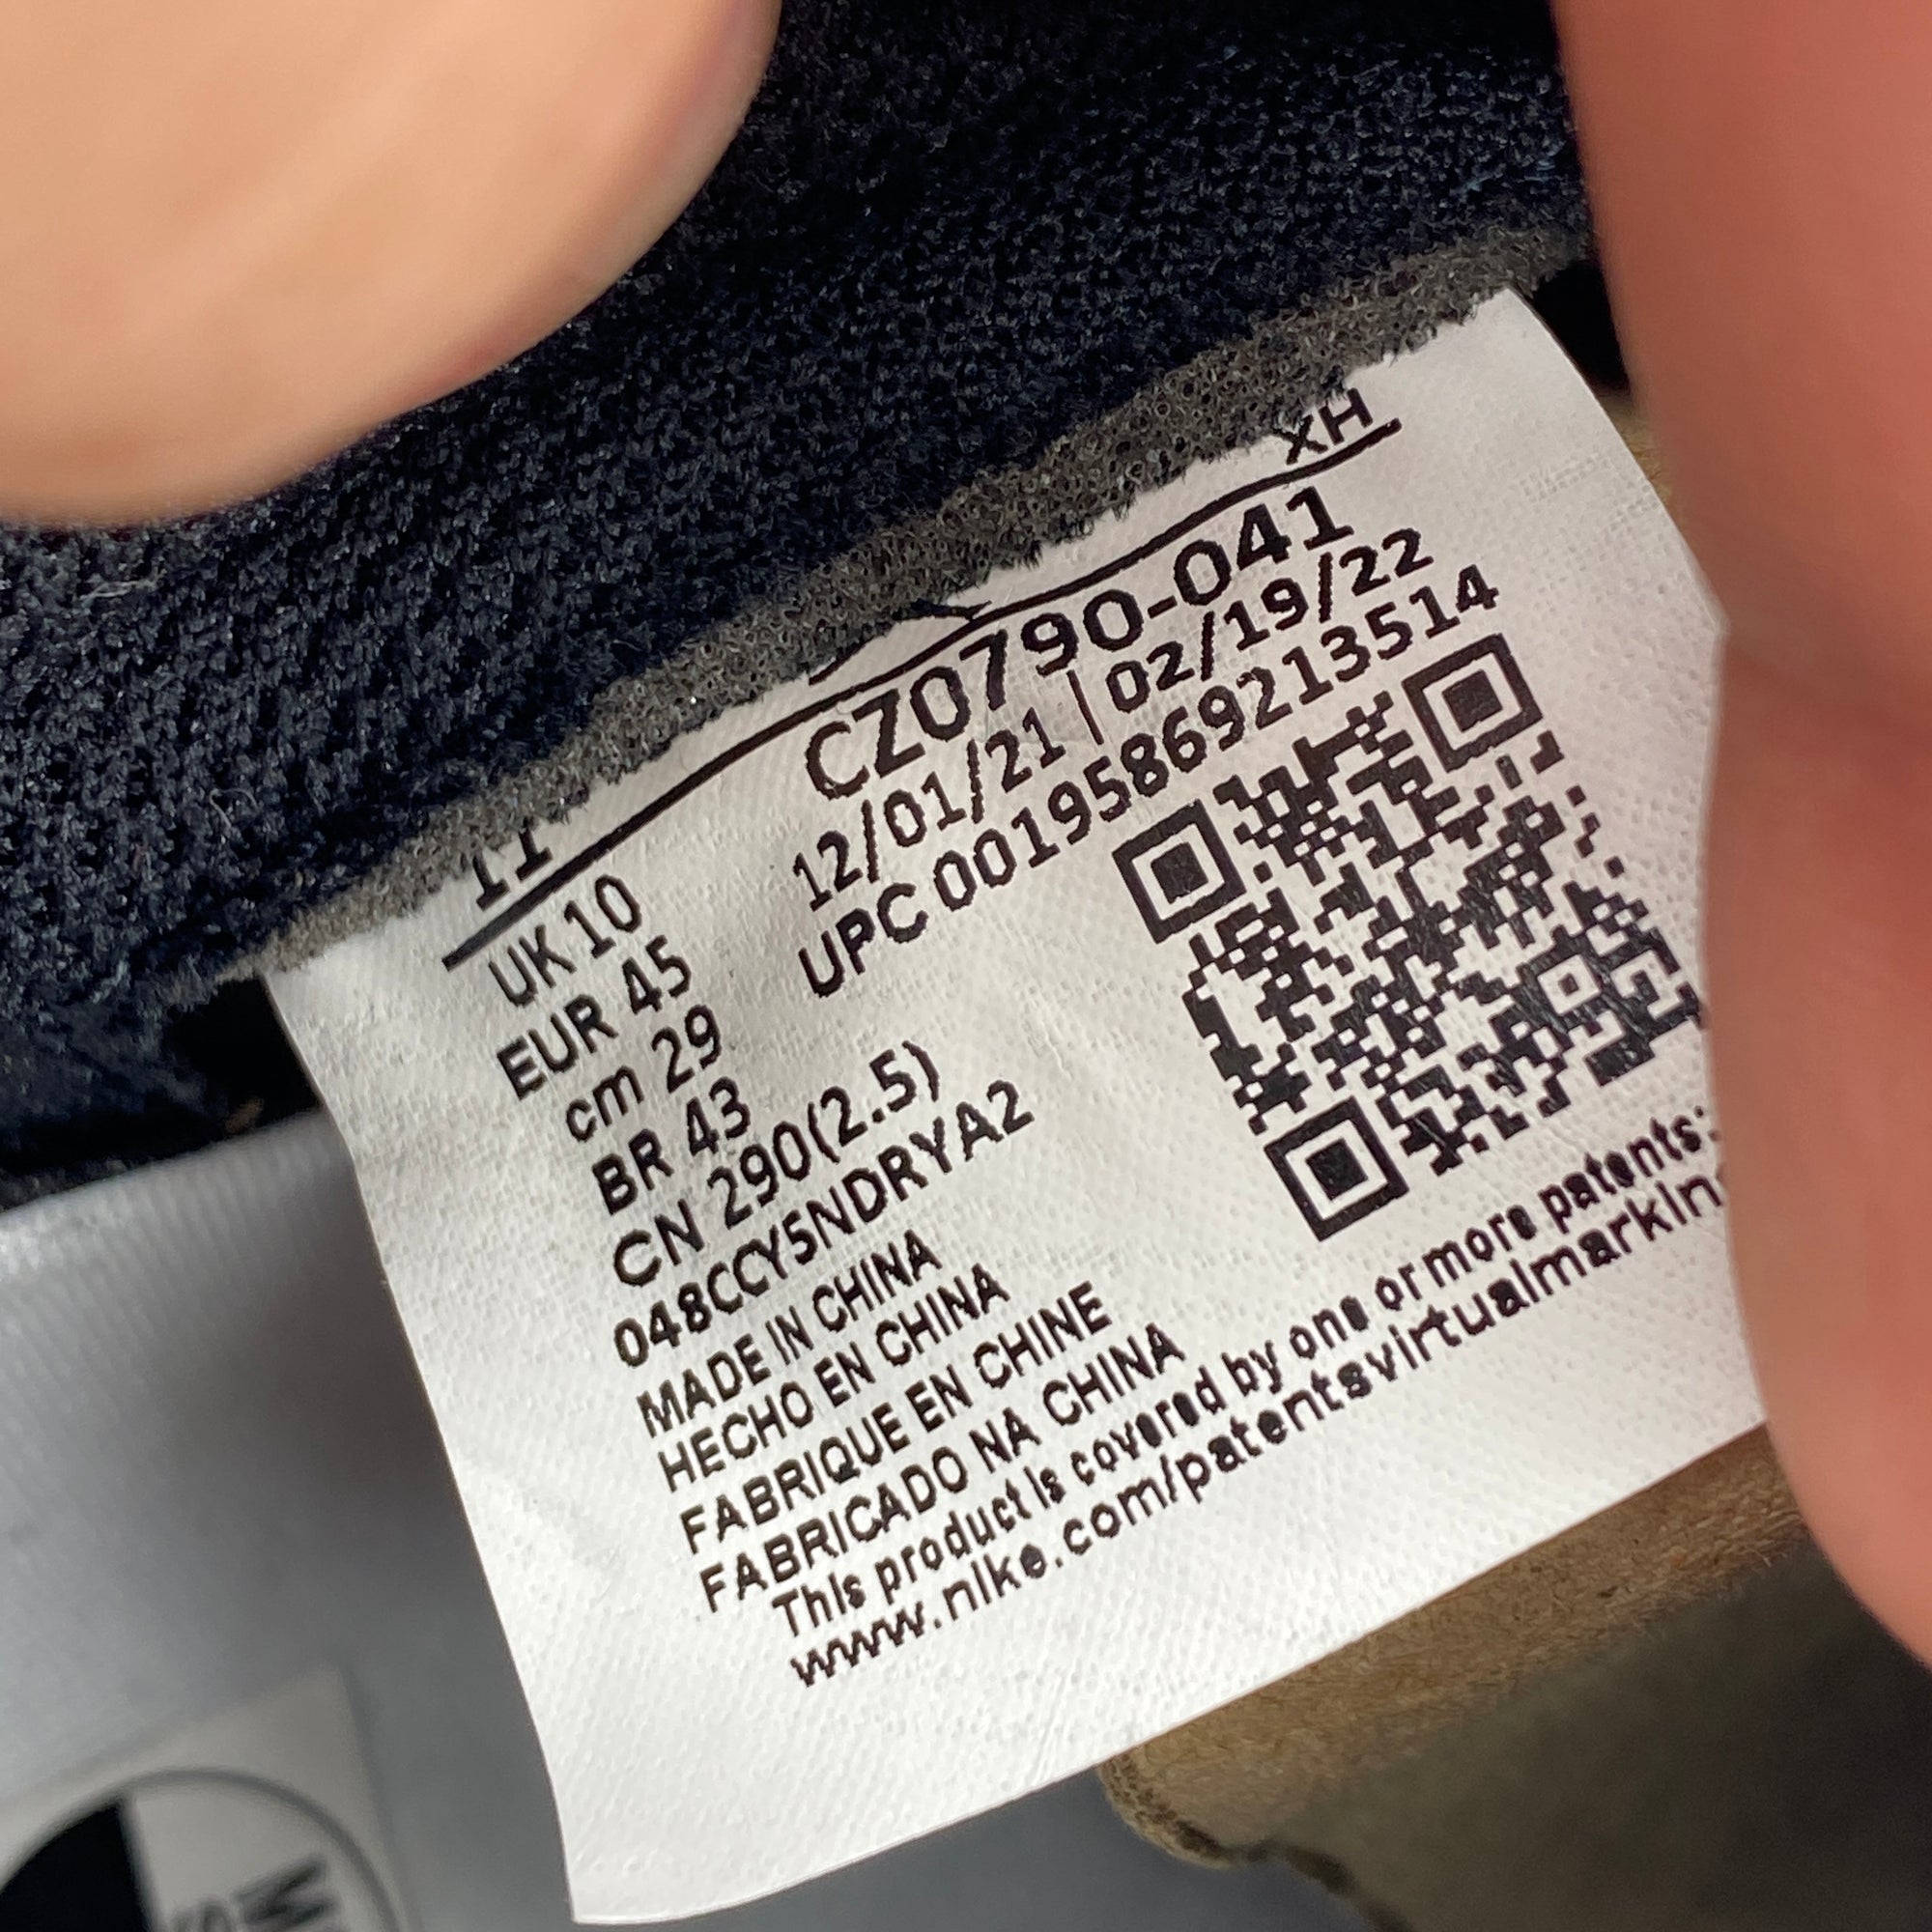 XH
11
CZ0790-041
12/01/21 | 02/19/22
UPC 00195869213514
UK 10
EUR 45
cm 29
BR 43
CN 290(2.5)
048CCY5NDRYA2
MADE IN CHINA
HECHO EN CHINA
FABRIQUE EN CHINE
FABRICADO NA CHINA
This product is covered by one or more patents:
www.nike.com/patentsvirtualmarkin